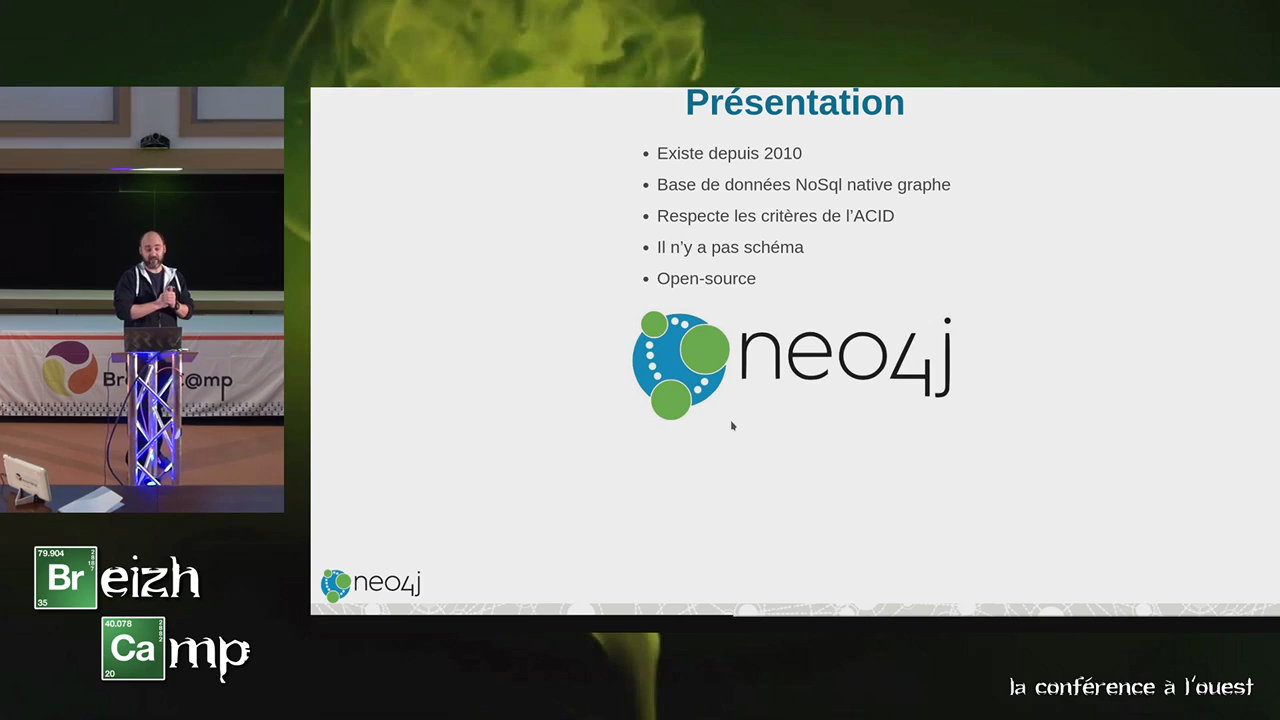 Présentation
Existe depuis 2010
Base de données NoSql native graphe
Respecte les critères de l'ACID
Il n'y a pas schéma
Open-source
neo4j
neo4j
79.904
Br
35
eizh
40.078
Ca
20
mp
la conférence à l'ouest